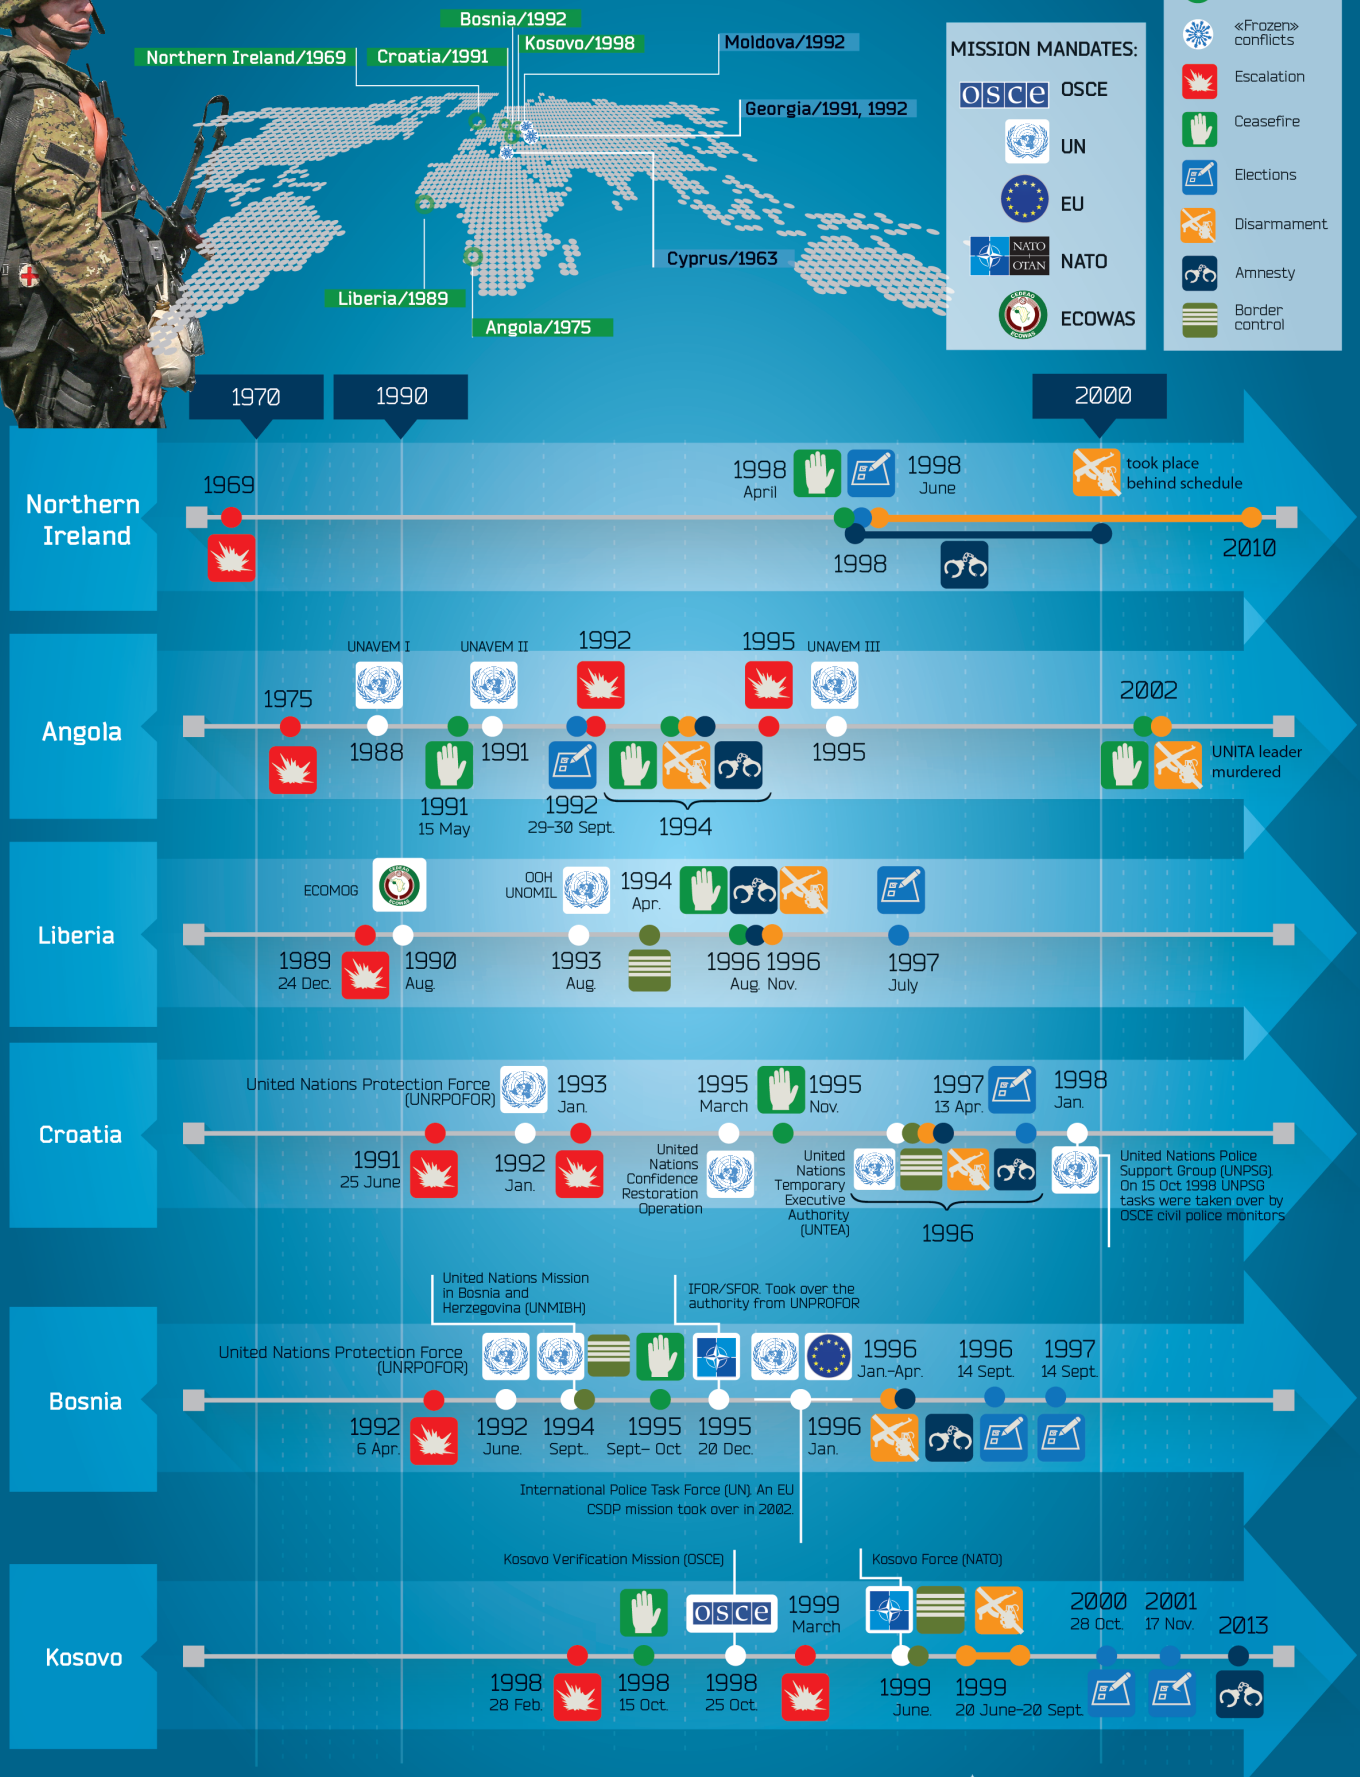 Bosnia/1992
Kosovo/1998
Moldova/1992
Northern Ireland/1969
Croatia/1991
Georgia/1991, 1992
Cyprus/1963
Liberia/1989
Angola/1975
MISSION MANDATES:
osce OSCE
UN
EU
NATO
OTAN
NATO
CEDEAO
ECOWAS
ECOWAS
«Frozen»
conflicts
Escalation
Ceasefire
Elections
Disarmament
Amnesty
Border
control
1970
1990
2000
Northern
Ireland
1969
1998
April
1998
June
took place
behind schedule
1998
2010
Angola
1975
UNAVEM I
1988
1991
15 May
UNAVEM II
1991
1992
1992
29-30 Sept.
1994
1995
UNAVEM III
1995
2002
UNITA leader
murdered
Liberia
ECOMOG
CEDEAO
ECOWAS
1989
24 Dec.
1990
Aug.
OOH
UNOMIL
1993
Aug.
1994
Apr.
1996
Aug.
1996
Nov.
1997
July
Croatia
United Nations Protection Force
(UNRPOFOR)
1991
25 June
1992
Jan.
1993
Jan.
1995
March
United
Nations
Confidence
Restoration
Operation
1995
Nov.
United
Nations
Temporary
Executive
Authority
(UNTEA)
1996
1997
13 Apr.
1998
Jan.
United Nations Police
Support Group (UNPSG).
On 15 Oct 1998 UNPSG
tasks were taken over by
OSCE civil police monitors
Bosnia
United Nations Mission
in Bosnia and
Herzegovina (UNMIBH)
IFOR/SFOR. Took over the
authority from UNPROFOR
United Nations Protection Force
(UNRPOFOR)
1992
6 Apr.
1992
June.
1994
Sept..
1995
Sept- Oct
1995
20 Dec.
1996
Jan.
1996
Jan.-Apr.
1996
14 Sept.
1997
14 Sept.
International Police Task Force (UN). An EU
CSDP mission took over in 2002.
Kosovo
Kosovo Verification Mission (OSCE)
Kosovo Force (NATO)
osce
1998
28 Feb.
1998
15 Oct.
1998
25 Oct.
1999
March
1999
June.
1999
20 June-20 Sept.
2000
28 Oct.
2001
17 Nov.
2013